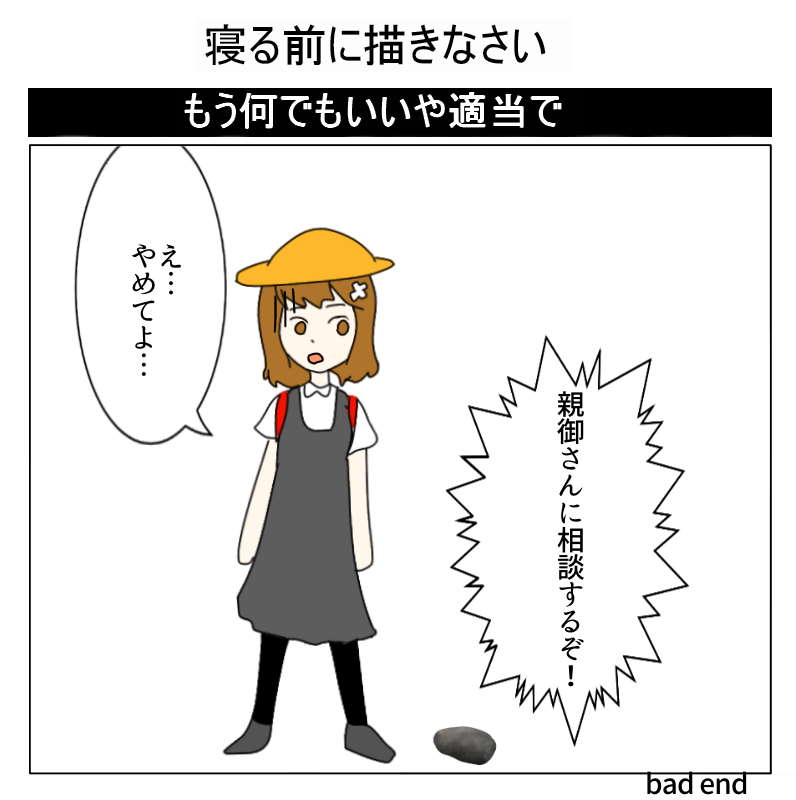 寝る前に描きなさい
もう何でもいいや適当で
え…
やめてよ…
親御さんに相談するぞ！
bad end